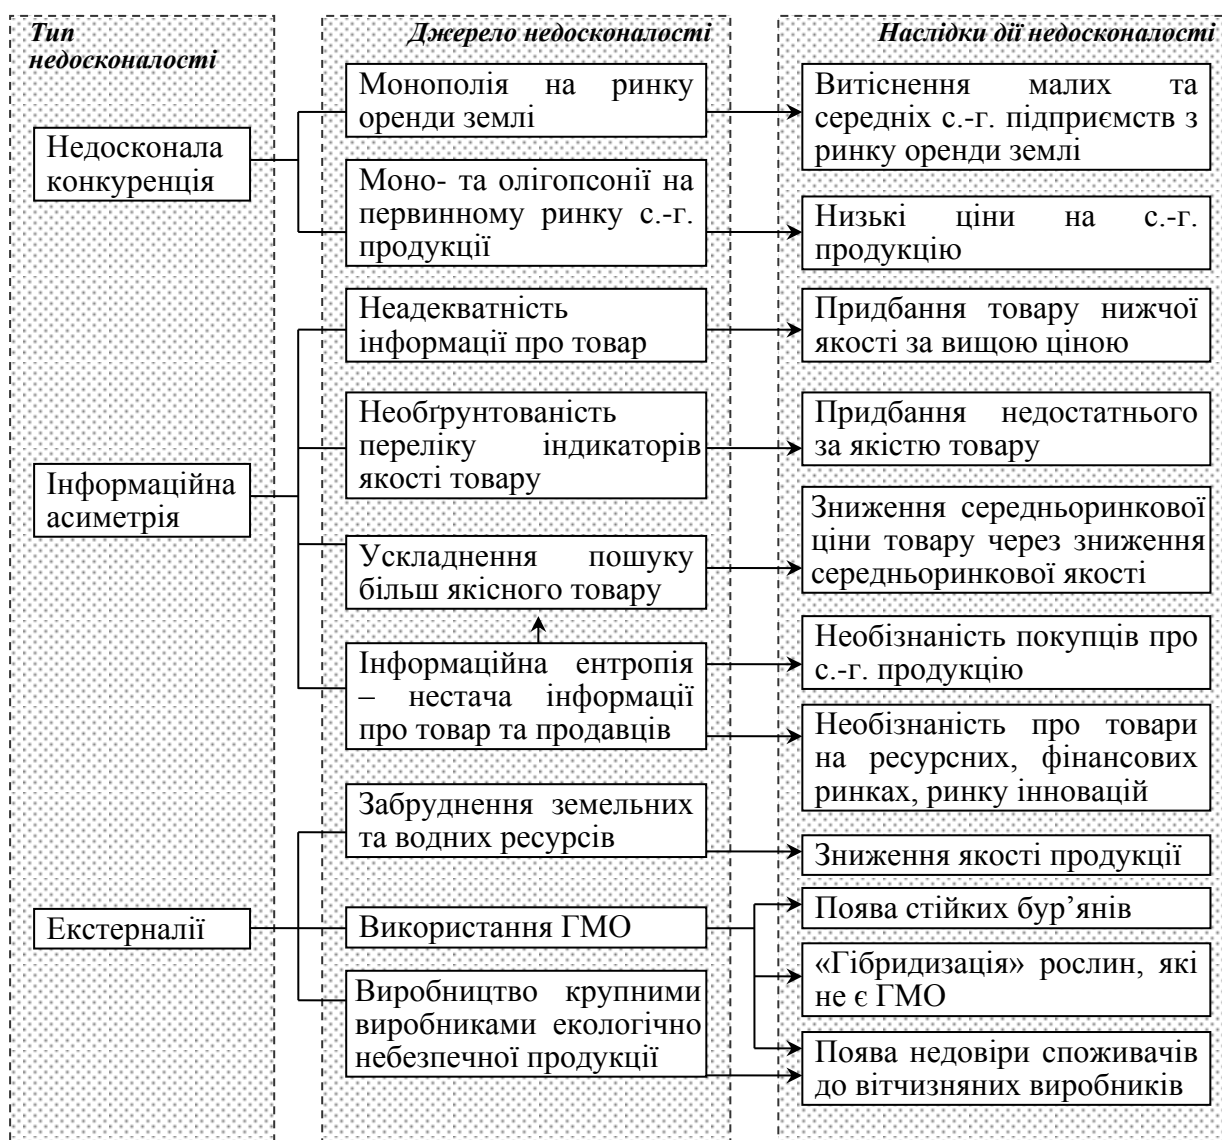 Тип
недосконалості
Джерело недосконалості
Наслідки дії недосконалості
Недосконала
конкуренція
Монополія на ринку
оренди землі
Витіснення малих та
середніх с.-г. підприємств з
ринку оренди землі
Моно- та олігопсонії на
первинному ринку с.-г.
продукції
Низькі ціни на с.-г.
продукцію
Інформаційна
асиметрія
Неадекватність
інформації про товар
Придбання товару нижчої
якості за вищою ціною
Необґрунтованість
переліку індикаторів
якості товару
Придбання недостатнього
за якістю товару
Ускладнення пошуку
більш якісного товару
Зниження середньоринкової
ціни товару через зниження
середньоринкової якості
Інформаційна ентропія
– нестача інформації
про товар та продавців
Необізнаність покупців про
с.-г. продукцію
Необізнаність про товари
на ресурсних, фінансових
ринках, ринку інновацій
Екстерналії
Забруднення земельних
та водних ресурсів
Зниження якості продукції
Використання ГМО
Поява стійких бур’янів
«Гібридизація» рослин, які
не є ГМО
Виробництво крупними
виробниками екологічно
небезпечної продукції
Поява недовіри споживачів
до вітчизняних виробників